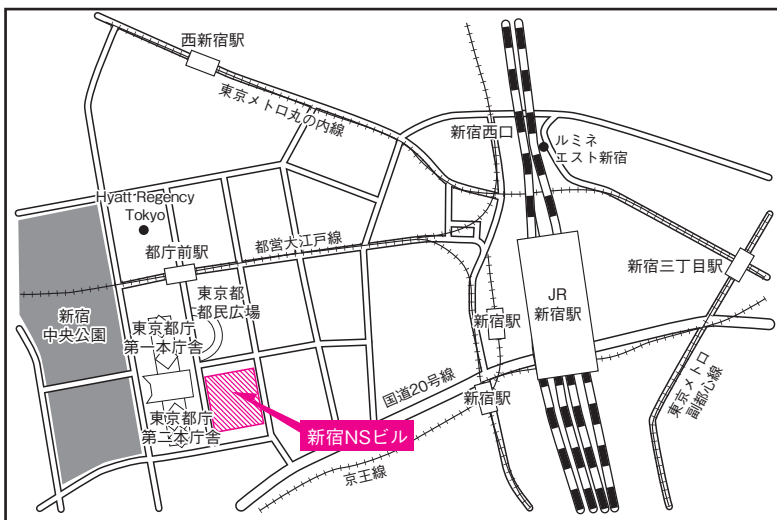 西新宿駅
東京メトロ丸の内線
新宿西口
ルミネ
エスト新宿
Hyatt Regency
Tokyo
都営大江戸線
都庁前駅
新宿三丁目駅
東京都
都民広場
JR
新宿駅
新宿
中央公園
東京都庁
第一本庁舎
新宿駅
国道20号線
新宿駅
東京メトロ
副都心線
東京都庁
第二本庁舎
新宿NSビル
京王線